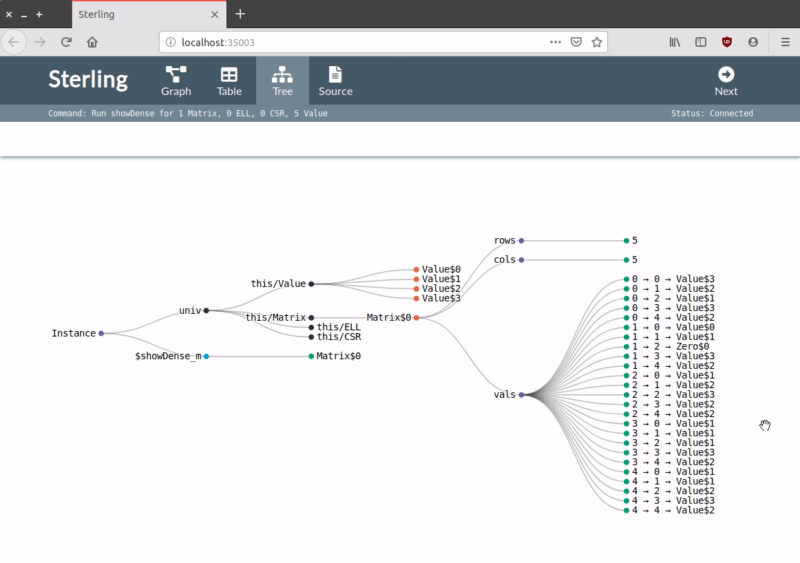 Sterling
localhost:35003
Sterling
Graph
Table
Tree
Source
Next
Command: Run showDense for 1 Matrix, 0 ELL, 0 CSR, 5 Value
Status: Connected
Instance
univ
$showDense_m
this/Value
this/Matrix
this/ELL
this/CSR
Matrix$0
Value$0
Value$1
Value$2
Value$3
Matrix$0
rows
cols
vals
5
5
0 → 0 → Value$3
0 → 1 → Value$2
0 → 2 → Value$1
0 → 3 → Value$3
0 → 4 → Value$2
1 → 0 → Value$0
1 → 1 → Value$1
1 → 2 → Zero$0
1 → 3 → Value$3
1 → 4 → Value$2
2 → 0 → Value$1
2 → 1 → Value$2
2 → 2 → Value$3
2 → 3 → Value$2
2 → 4 → Value$2
3 → 0 → Value$1
3 → 1 → Value$1
3 → 2 → Value$1
3 → 3 → Value$3
3 → 4 → Value$2
4 → 0 → Value$1
4 → 1 → Value$1
4 → 2 → Value$2
4 → 3 → Value$3
4 → 4 → Value$2